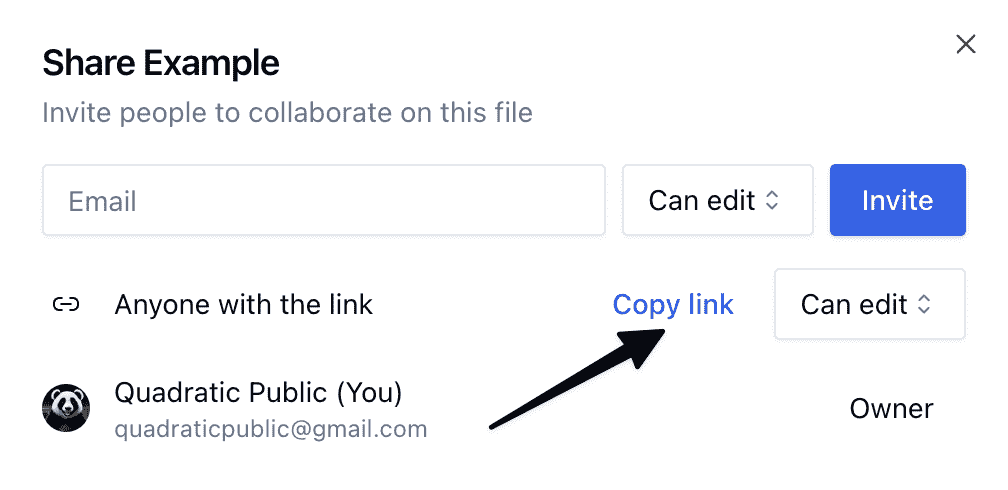 Share Example
Invite people to collaborate on this file
Email Can edit Invite
Anyone with the link Copy link Can edit
Quadratic Public (You)
quadraticpublic@gmail.com
Owner